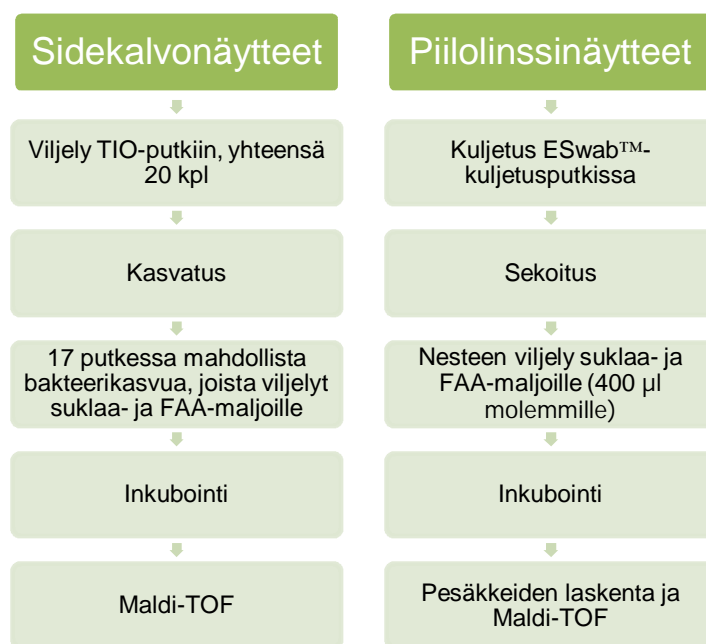 Sidekalvonäytteet
Viljely TIO-putkiin, yhteensä
20 kpl
Kasvatus
17 putkessa mahdollista
bakteerikasvua, joista viljelyt
suklaa- ja FAA-maljoille
Inkubointi
Maldi-TOF
Piilolinssinäytteet
Kuljetus ESwab™-
kuljetusputkissa
Sekoitus
Nesteen viljely suklaa- ja
FAA-maljoille (400 µl
molemmille)
Inkubointi
Pesäkkeiden laskenta ja
Maldi-TOF